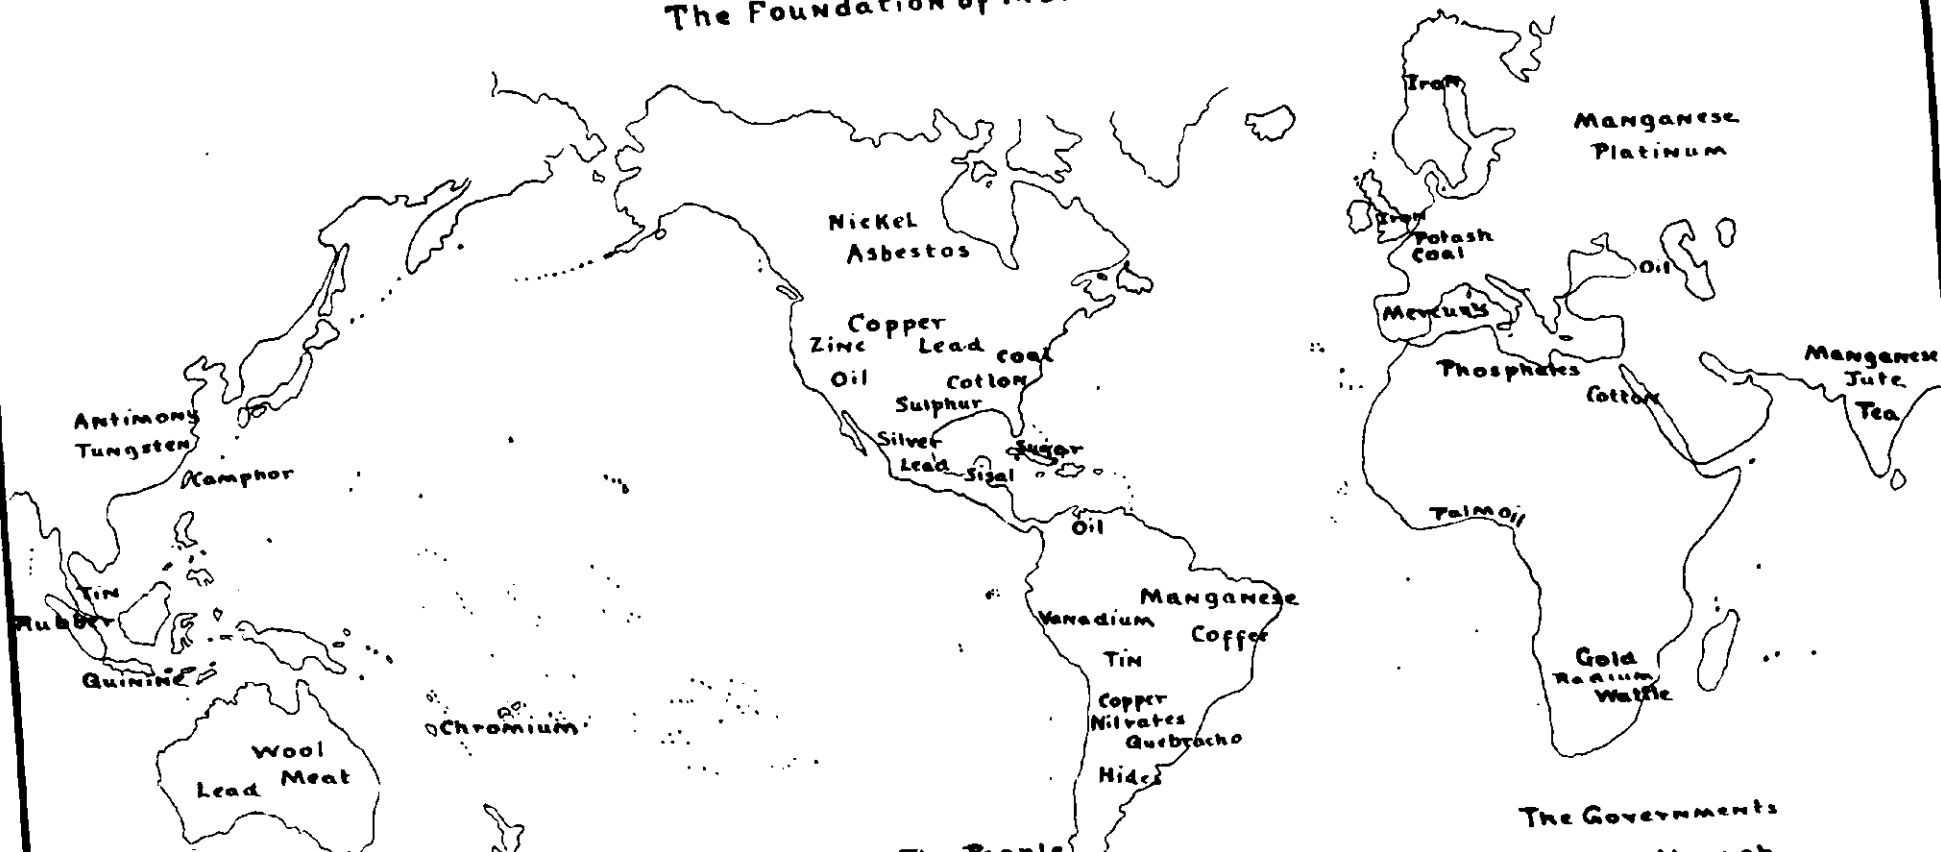 The Foundation of
Iron
Manganese
Platinum
Nickel
Asbestos
Iron
Potash
Coal
Oil
Mercury
Copper
Zinc Lead Coal
Oil Cotton
Sulphur
Phosphates
Cotton
Manganese
Jute
Tea
Antimony
Tungsten
Camphor
Silver
Lead
Sugar
Sisal
Oil
Palm Oil
Tin
Rubber
Quinine
Manganese
Vanadium
Coffee
Tin
Copper
Nitrates
Quebracho
Hides
Gold
Radium
Wattle
Chromium
Wool
Lead Meat
The Governments
The People